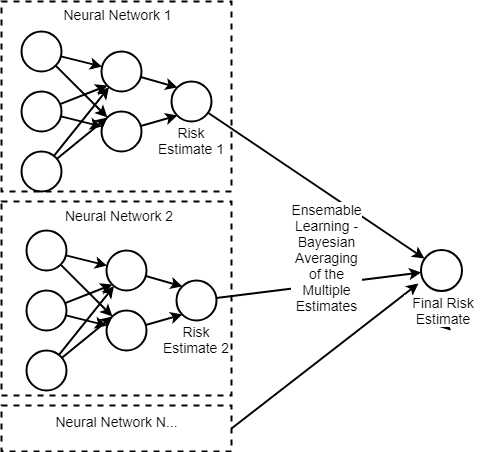 Neural Network 1
Risk
Estimate 1
Neural Network 2
Risk
Estimate 2
Ensemable
Learning -
Bayesian
Averaging
of the
Multiple
Estimates
Final Risk
Estimate
Neural Network N...